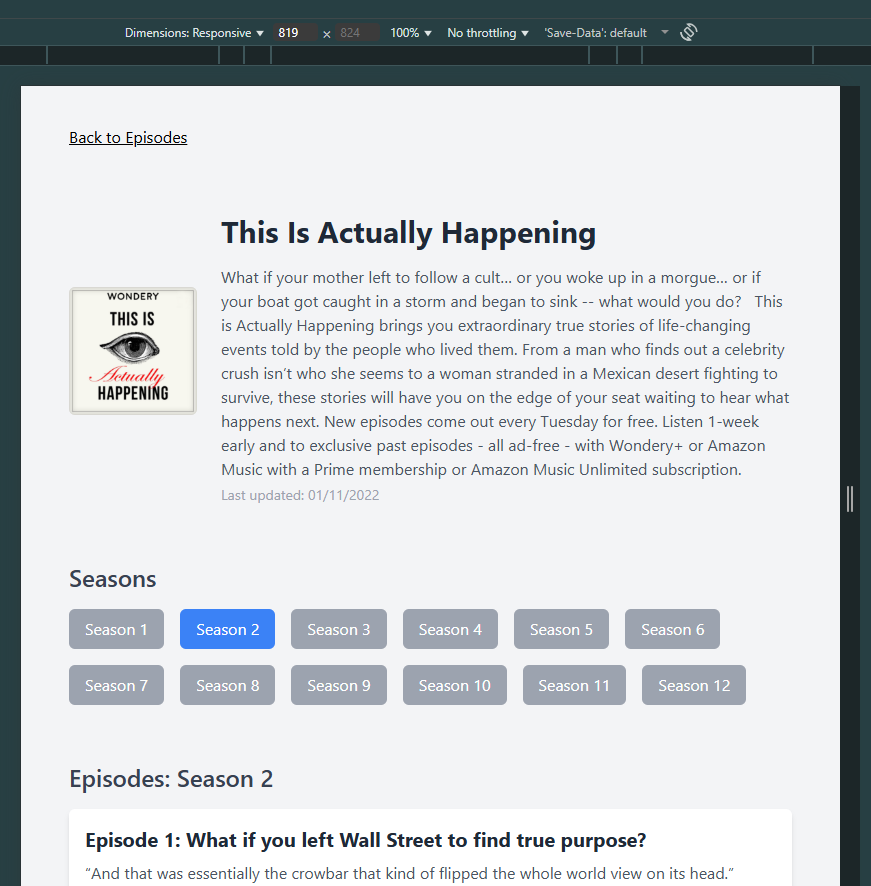 Dimensions: Responsive ▼ 819 × 824 100% ▼ No throttling ▼ 'Save-Data': default
Back to Episodes
This Is Actually Happening
What if your mother left to follow a cult... or you woke up in a morgue... or if
your boat got caught in a storm and began to sink -- what would you do?   This
is Actually Happening brings you extraordinary true stories of life-changing
events told by the people who lived them. From a man who finds out a celebrity
crush isn’t who she seems to a woman stranded in a Mexican desert fighting to
survive, these stories will have you on the edge of your seat waiting to hear what
happens next. New episodes come out every Tuesday for free. Listen 1-week
early and to exclusive past episodes - all ad-free - with Wondery+ or Amazon
Music with a Prime membership or Amazon Music Unlimited subscription.
Last updated: 01/11/2022
WONDERY
THIS IS
Actually
HAPPENING
Seasons
Season 1 Season 2 Season 3 Season 4 Season 5 Season 6
Season 7 Season 8 Season 9 Season 10 Season 11 Season 12
Episodes: Season 2
Episode 1: What if you left Wall Street to find true purpose?
“And that was essentially the crowbar that kind of flipped the whole world view on its head.”